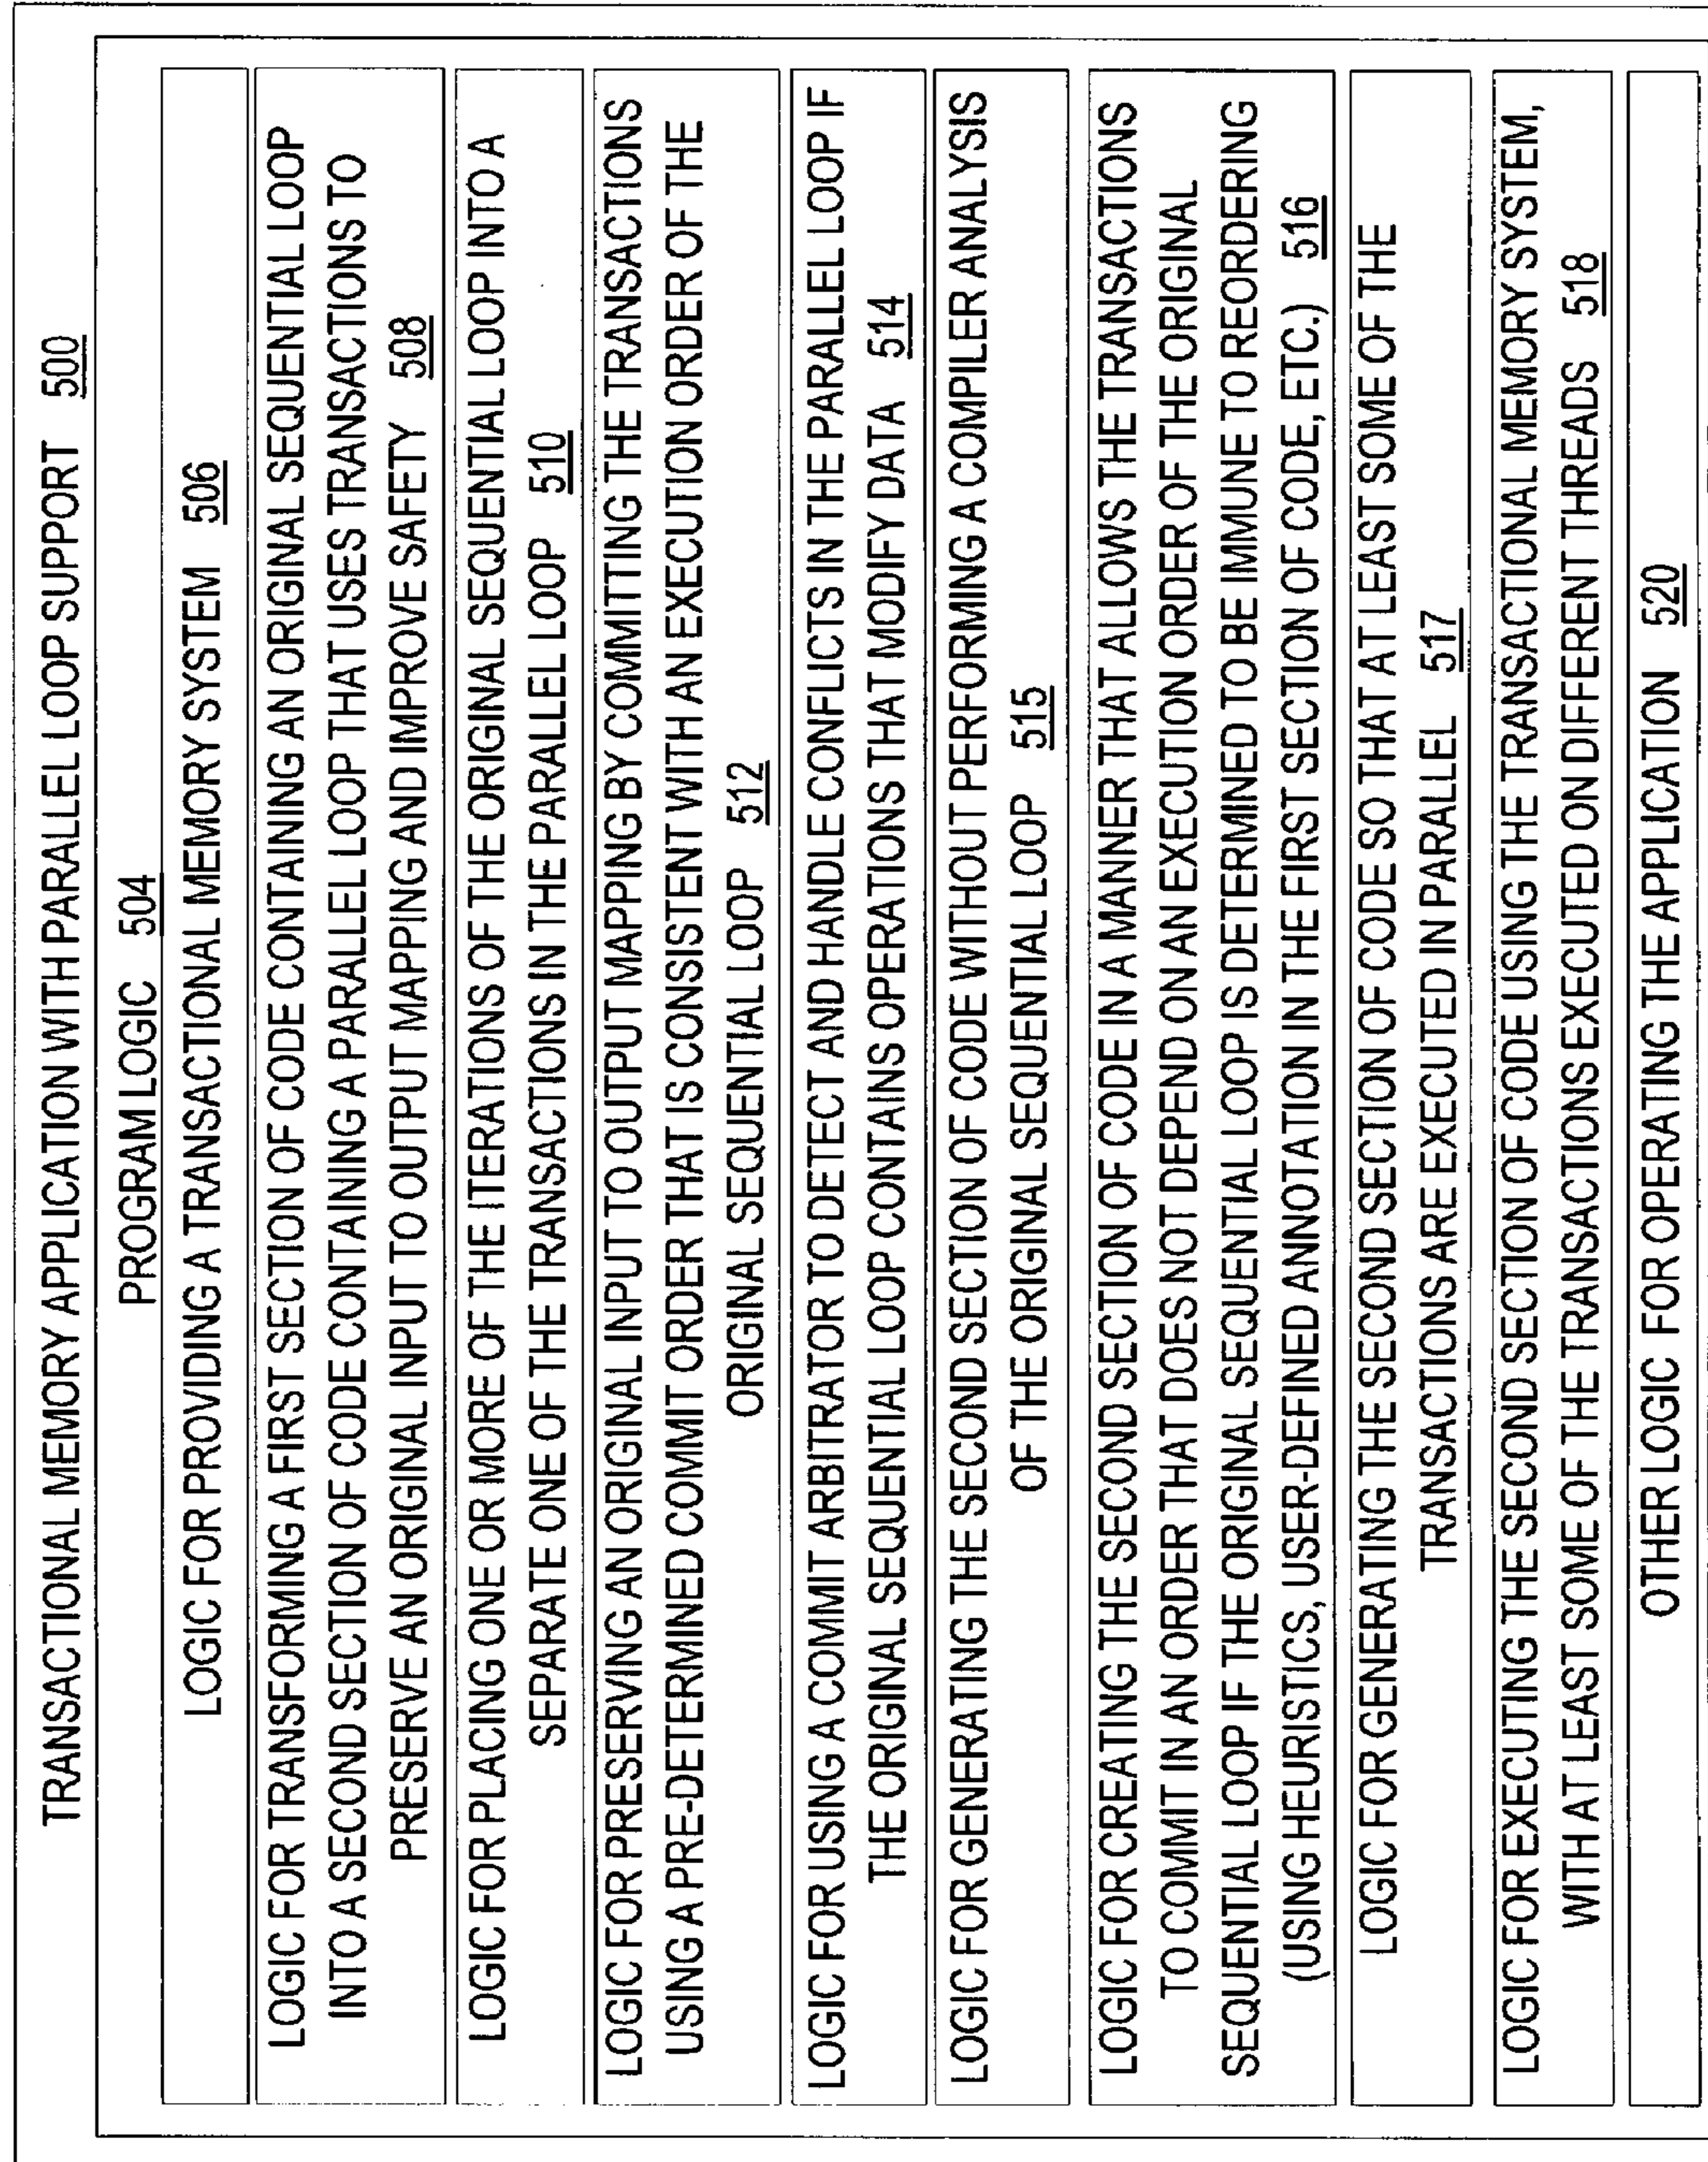 TRANSACTIONAL MEMORY APPLICATION WITH PARALLEL LOOP SUPPORT 500
PROGRAM LOGIC 504
LOGIC FOR PROVIDING A TRANSACTIONAL MEMORY SYSTEM 506
LOGIC FOR TRANSFORMING A FIRST SECTION OF CODE CONTAINING AN ORIGINAL SEQUENTIAL LOOP
INTO A SECOND SECTION OF CODE CONTAINING A PARALLEL LOOP THAT USES TRANSACTIONS TO
PRESERVE AN ORIGINAL INPUT TO OUTPUT MAPPING AND IMPROVE SAFETY 508
LOGIC FOR PLACING ONE OR MORE OF THE ITERATIONS OF THE ORIGINAL SEQUENTIAL LOOP INTO A
SEPARATE ONE OF THE TRANSACTIONS IN THE PARALLEL LOOP 510
LOGIC FOR PRESERVING AN ORIGINAL INPUT TO OUTPUT MAPPING BY COMMITTING THE TRANSACTIONS
USING A PRE-DETERMINED COMMIT ORDER THAT IS CONSISTENT WITH AN EXECUTION ORDER OF THE
ORIGINAL SEQUENTIAL LOOP 512
LOGIC FOR USING A COMMIT ARBITRATOR TO DETECT AND HANDLE CONFLICTS IN THE PARALLEL LOOP IF
THE ORIGINAL SEQUENTIAL LOOP CONTAINS OPERATIONS THAT MODIFY DATA 514
LOGIC FOR GENERATING THE SECOND SECTION OF CODE WITHOUT PERFORMING A COMPILER ANALYSIS
OF THE ORIGINAL SEQUENTIAL LOOP 515
LOGIC FOR CREATING THE SECOND SECTION OF CODE IN A MANNER THAT ALLOWS THE TRANSACTIONS
TO COMMIT IN AN ORDER THAT DOES NOT DEPEND ON AN EXECUTION ORDER OF THE ORIGINAL
SEQUENTIAL LOOP IF THE ORIGINAL SEQUENTIAL LOOP IS DETERMINED TO BE IMMUNE TO REORDERING
(USING HEURISTICS, USER-DEFINED ANNOTATION IN THE FIRST SECTION OF CODE, ETC.) 516
LOGIC FOR GENERATING THE SECOND SECTION OF CODE SO THAT AT LEAST SOME OF THE
TRANSACTIONS ARE EXECUTED IN PARALLEL 517
LOGIC FOR EXECUTING THE SECOND SECTION OF CODE USING THE TRANSACTIONAL MEMORY SYSTEM,
WITH AT LEAST SOME OF THE TRANSACTIONS EXECUTED ON DIFFERENT THREADS 518
OTHER LOGIC FOR OPERATING THE APPLICATION 520